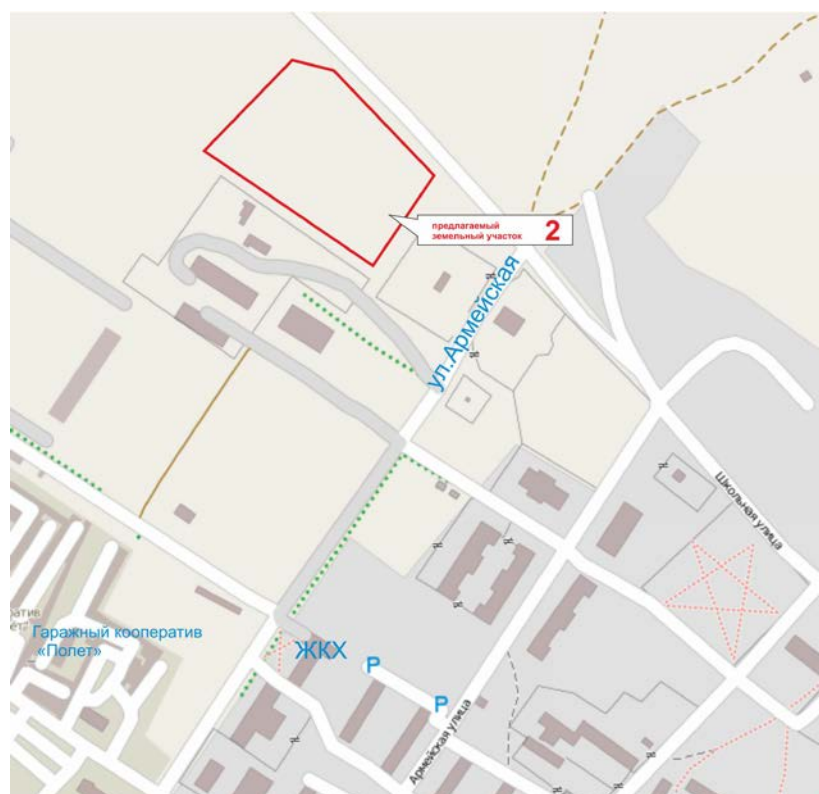 предлагаемый
земельный участок
2
ул.Армейская
Школьная улица
Гаражный кооператив
«Полет»
ЖКХ
P
P
Армейская улица